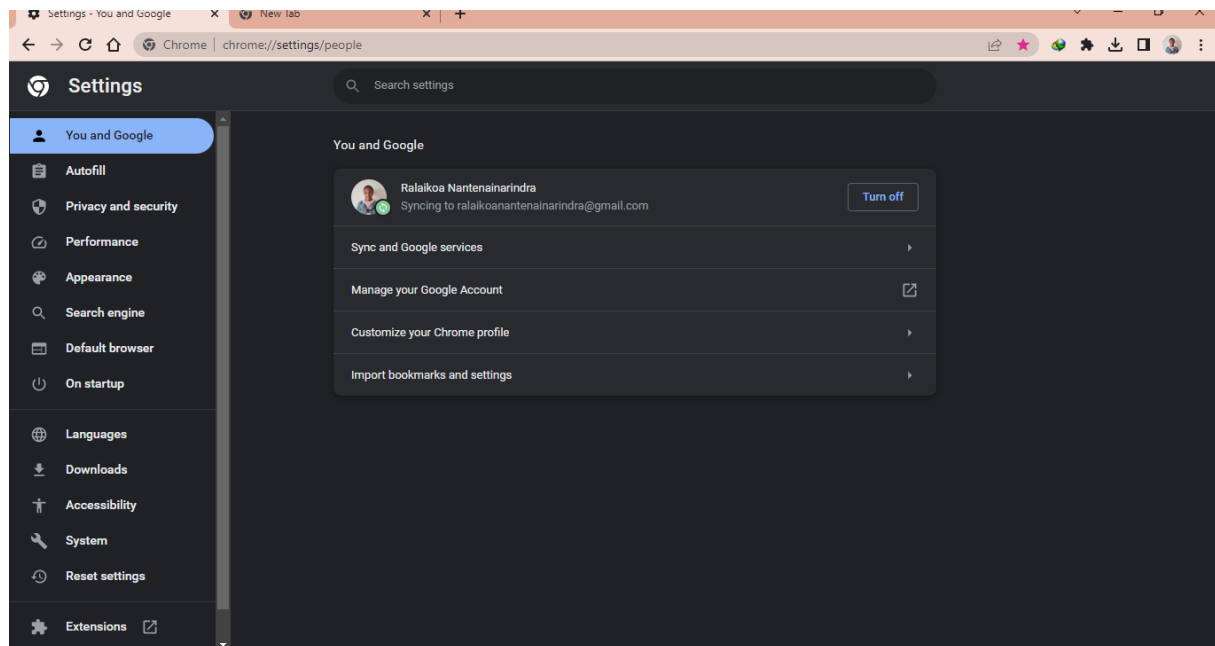 Settings - You and Google
New Tab
Chrome
chrome://settings/people
Settings
Search settings
You and Google
Autofill
Privacy and security
Performance
Appearance
Search engine
Default browser
On startup
Languages
Downloads
Accessibility
System
Reset settings
Extensions
You and Google
Ralaikoa Nantenainarindra
Syncing to ralaikoanantenainarindra@gmail.com
Turn off
Sync and Google services
Manage your Google Account
Customize your Chrome profile
Import bookmarks and settings